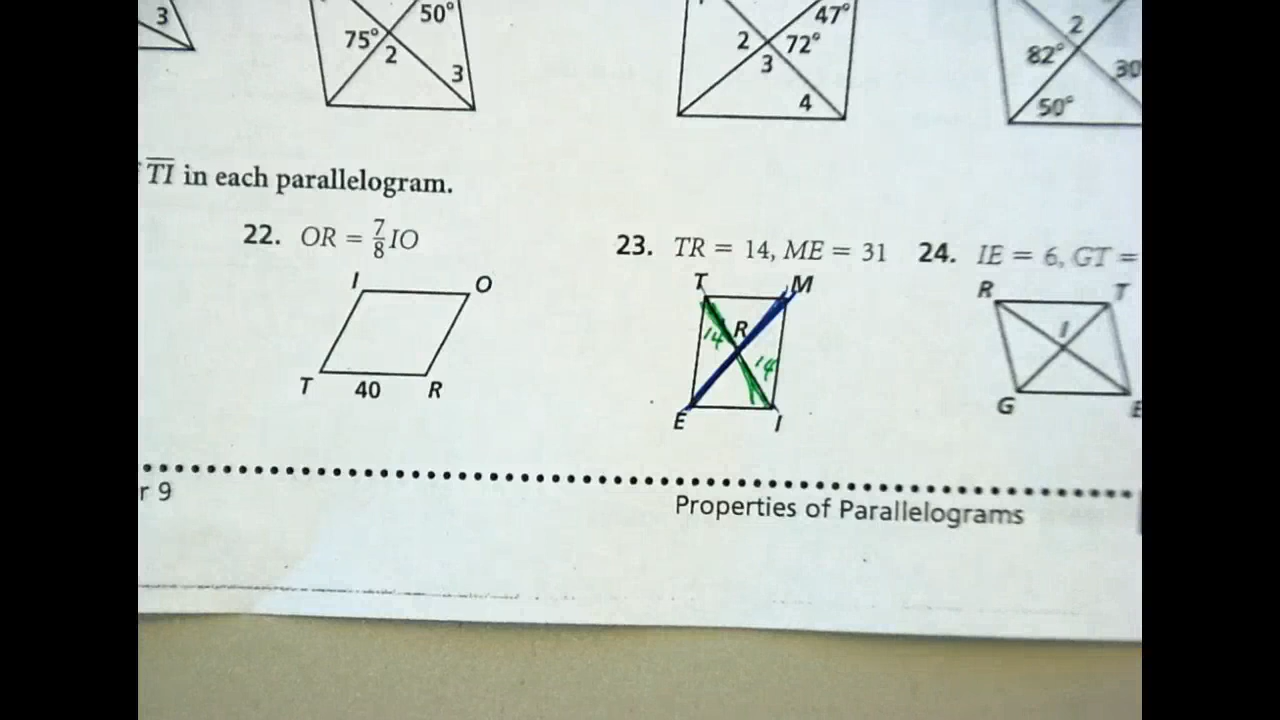 3
50°
75°
2
3
47°
2
72°
3
4
2
82°
30
50°
TI in each parallelogram.
22. OR = 7/8 IO
I
O
T
40
R
23. TR = 14, ME = 31
T
M
R
14
14
E
I
24. IE = 6, GT =
R
T
I
G
E
r 9
Properties of Parallelograms